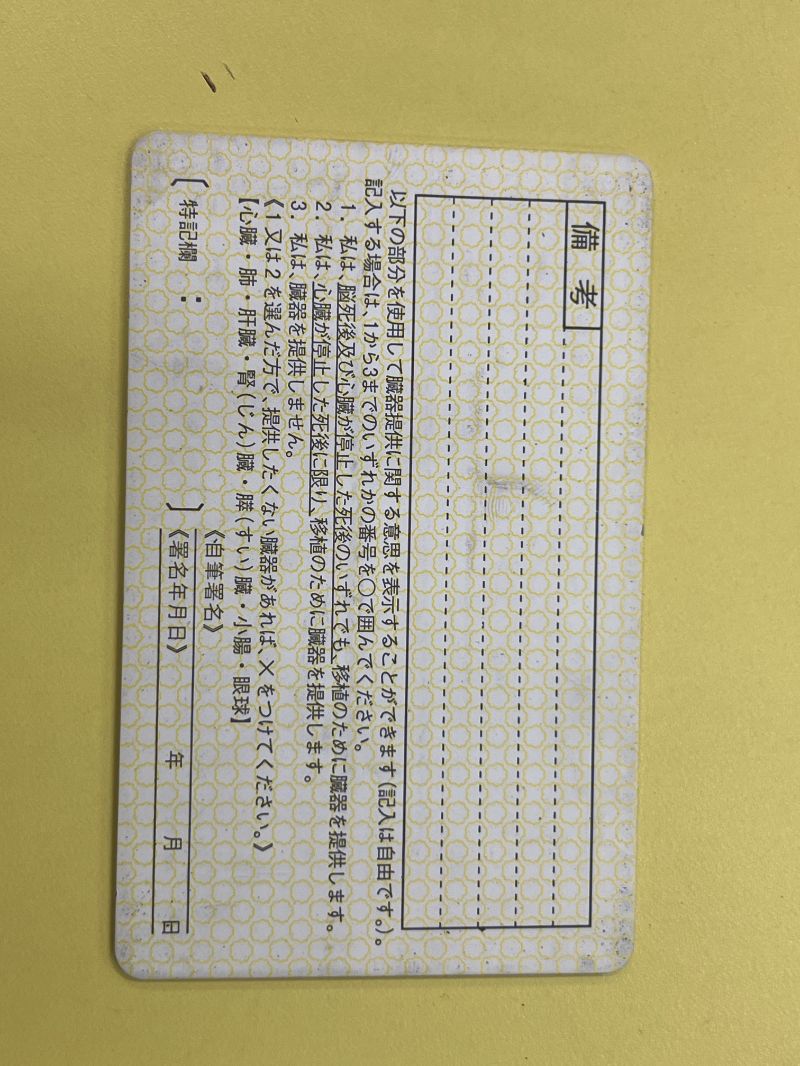 備考
以下の部分を使用して臓器提供に関する意思を表示することができます(記入は自由です。)。
記入する場合は、1から3までのいずれかの番号を○で囲んでください。
1. 私は、脳死後及び心臓が停止した死後のいずれでも、移植のために臓器を提供します。
2. 私は、心臓が停止した死後に限り、移植のために臓器を提供します。
3. 私は、臓器を提供しません。
《1又は2を選んだ方で、提供したくない臓器があれば、×をつけてください。》
【心臓・肺・肝臓・腎(じん)臓・膵(すい)臓・小腸・眼球】
〔特記欄: 〕
《自筆署名》
《署名年月日》 年 月 日